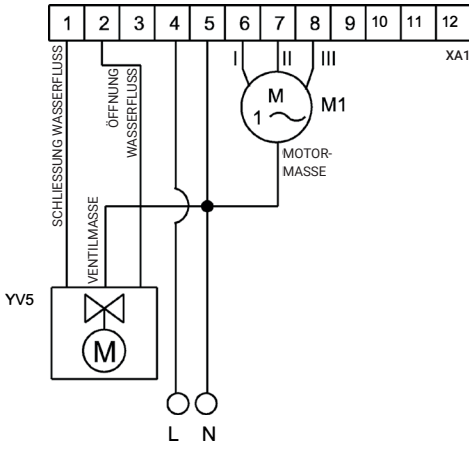 1 2 3 4 5 6 7 8 9 10 11 12
XA1
I II III
SCHLIESSUNG WASSERFLUSS
ÖFFNUNG
WASSERFLUSS
M
1
M1
MOTOR-
MASSE
VENTILMASSE
YV5
M
L N